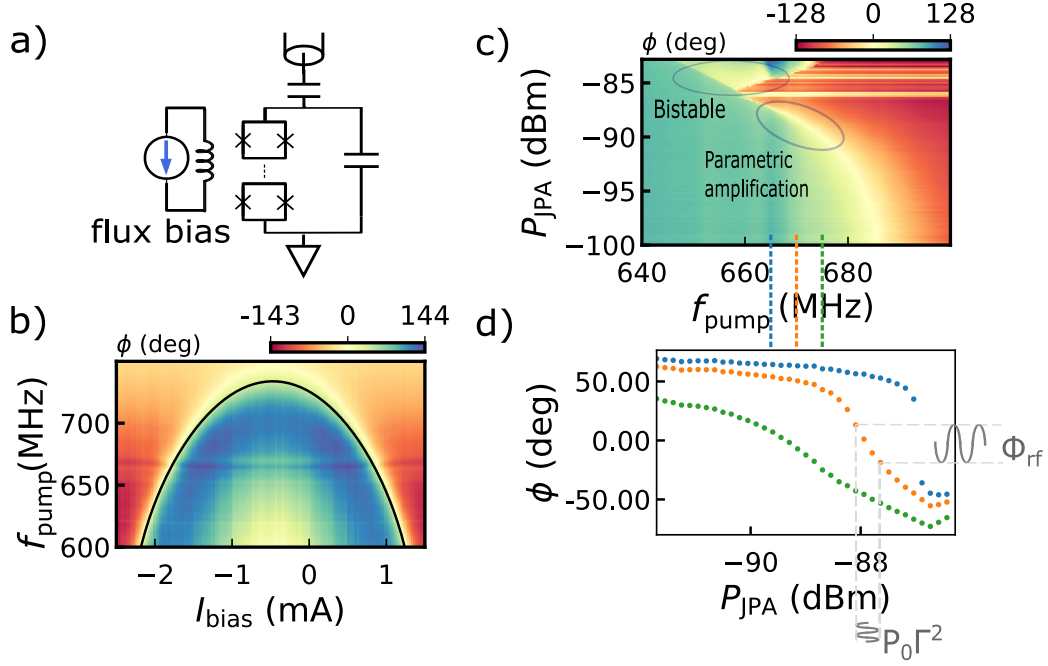 a)
flux bias
b)
ϕ (deg)
-143 0 144
f_pump(MHz)
700
650
600
−2 −1 0 1
I_bias (mA)
c)
-128 0 128
ϕ (deg)
P_JPA (dBm)
−85
−90
−95
−100
Bistable
Parametric
amplification
640 660 680
f_pump (MHz)
d)
ϕ (deg)
50.00
0.00
−50.00
Φ_rf
−90 −88
P_JPA (dBm)
P_0Γ^2